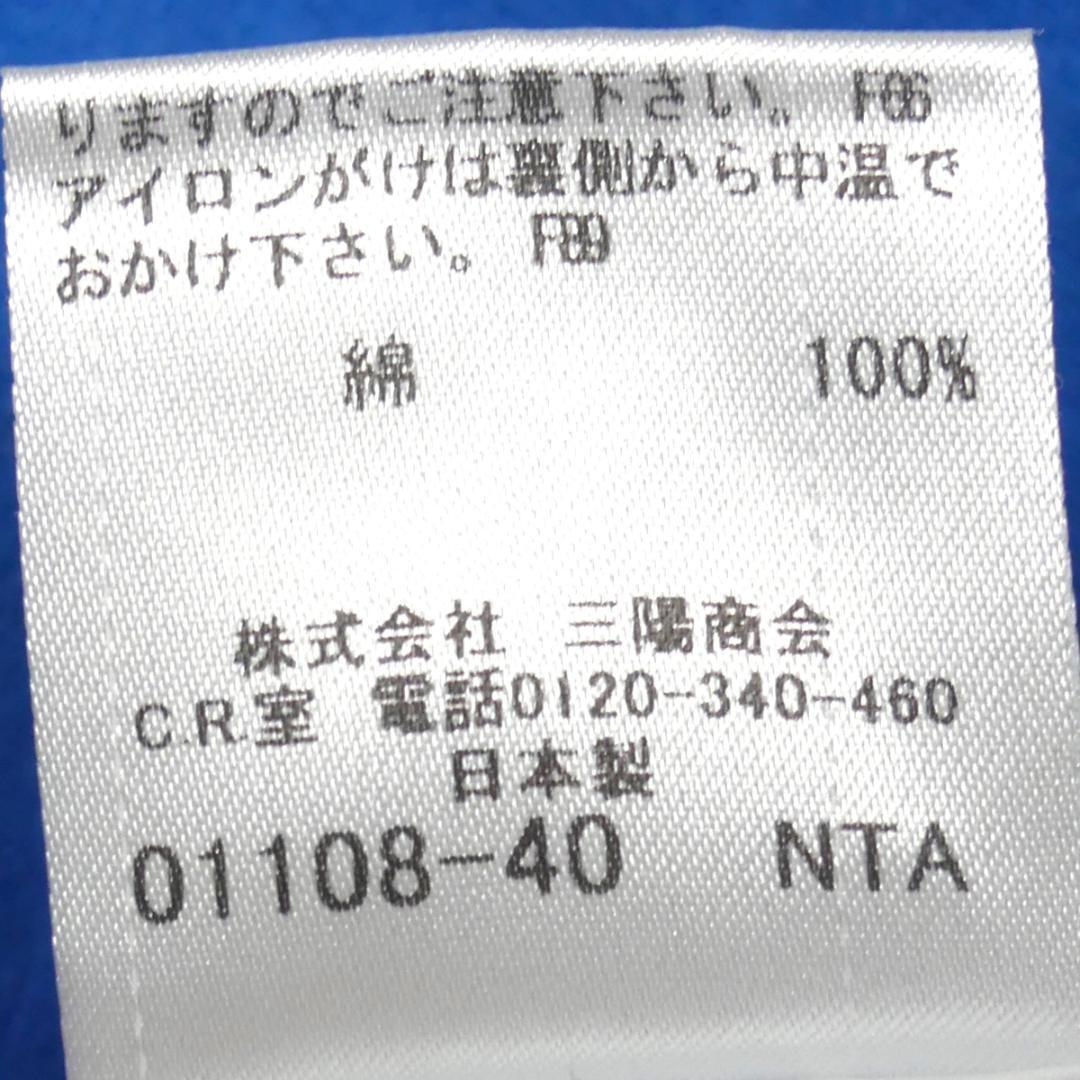 りますのでご注意下さい。 F66
アイロンがけは裏側から中温で
おかけ下さい。 F89
綿 100%
株式会社 三陽商会
C.R.室 電話0120-340-460
日本製
01108-40 NTA